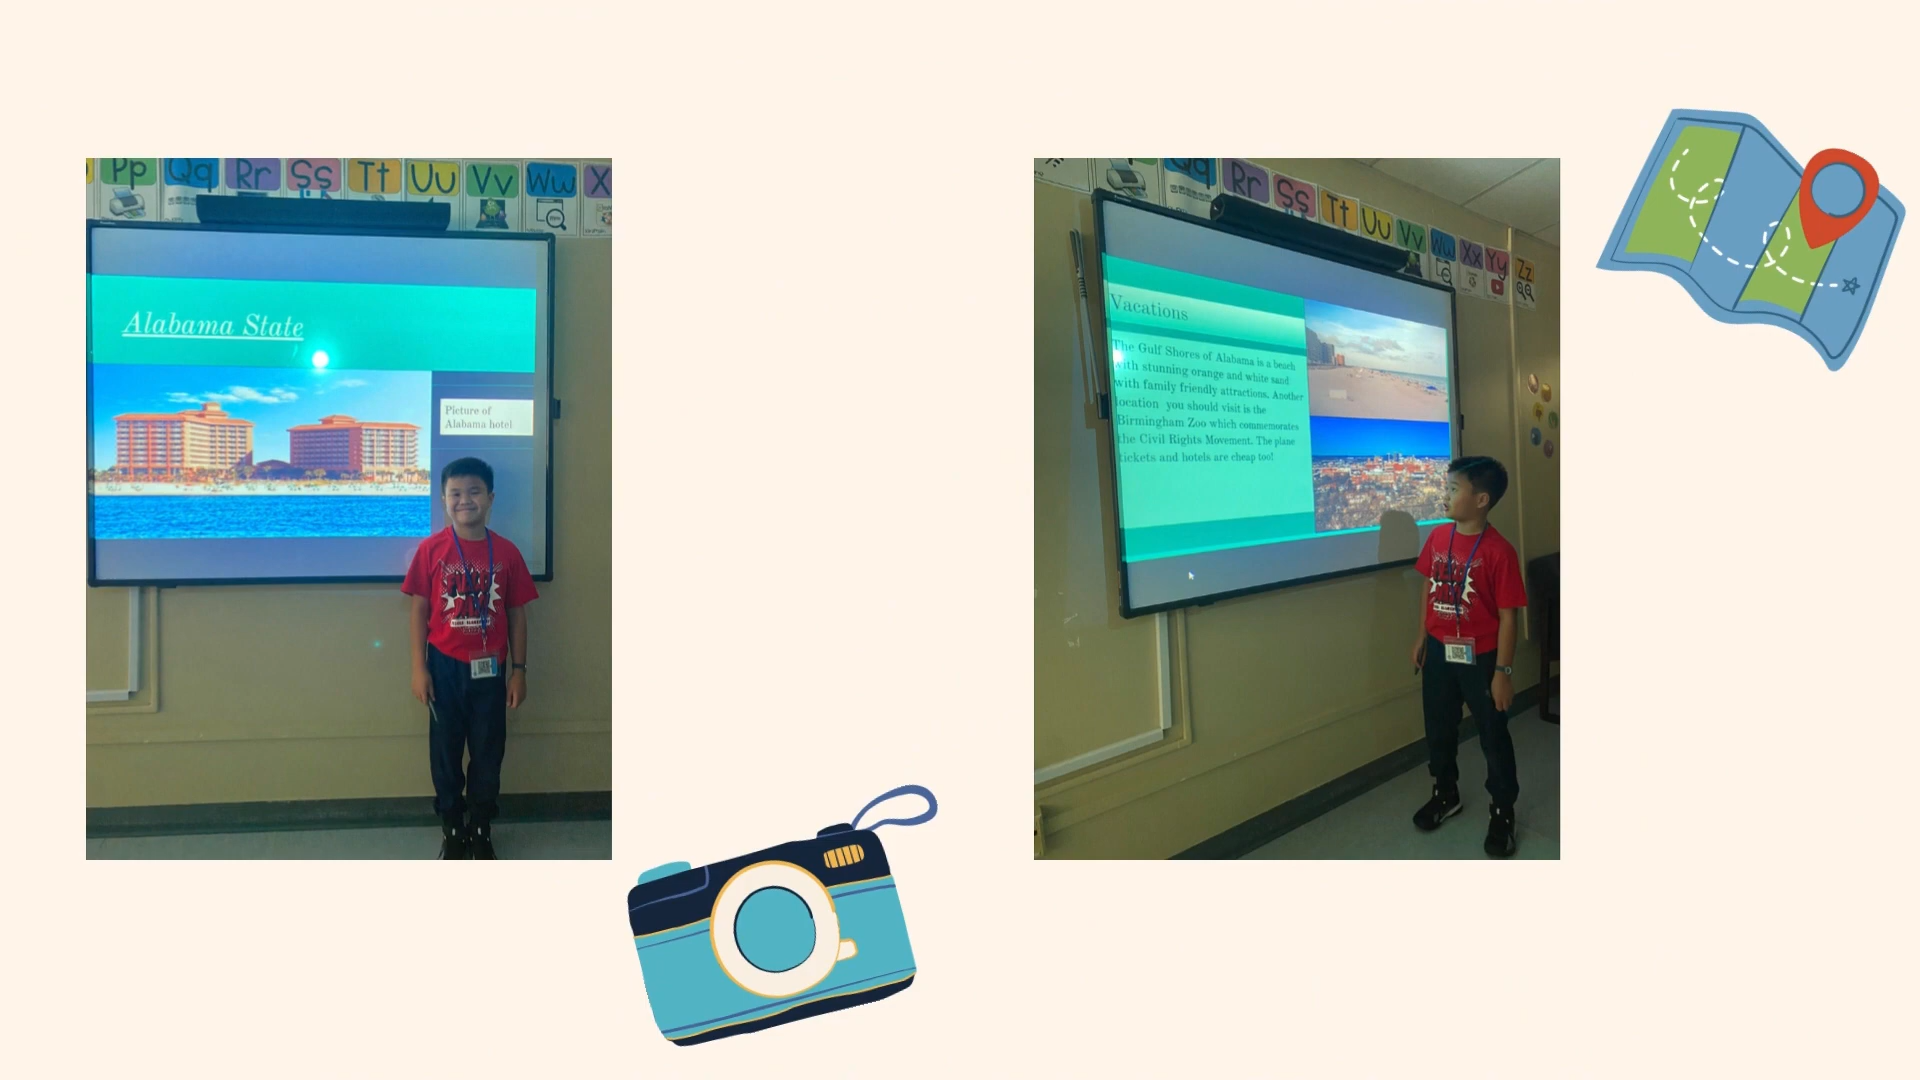 Pp Qq Rr Ss Tt Uu Vv Ww X
Alabama State
Picture of
Alabama hotel
Qq Rr Ss Tt Uu Vv Ww Xx Yy Zz
Vacations
The Gulf Shores of Alabama is a beach
with stunning orange and white sand
with family friendly attractions. Another
location you should visit is the
Birmingham Zoo which commemorates
the Civil Rights Movement. The plane
tickets and hotels are cheap too!